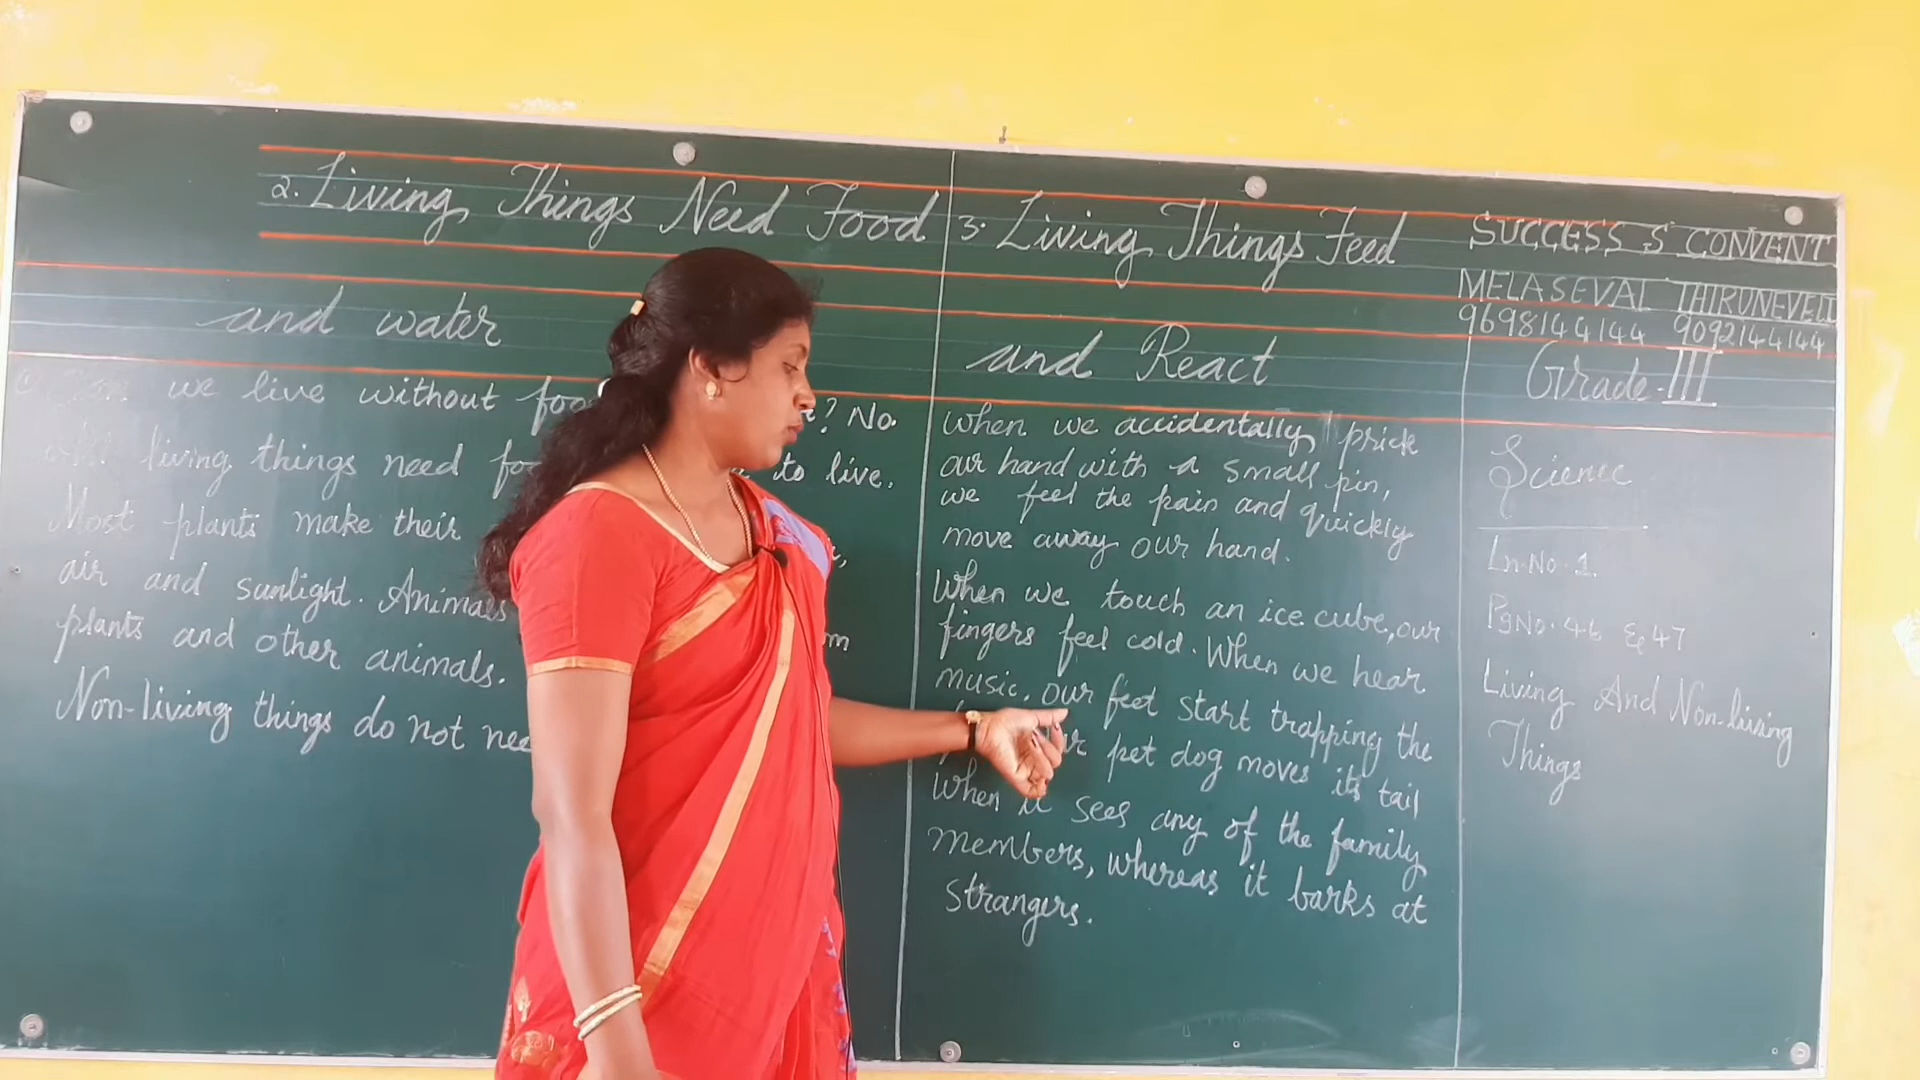 2. Living Things Need Food
and water
we live without ? No.
living things need to live.
Most plants make their
air and sunlight. Animals
plants and other animals.
Non-living things do not
3. Living Things Feed
and React
When we accidentally prick
our hand with a small pin,
we feel the pain and quickly
move away our hand.
When we touch an ice cube, our
fingers feel cold. When we hear
music, our feet start trapping the
pet dog moves its tail
When it sees any of the family
members, whereas it barks at
strangers.
SUCCESS S CONVENT
MELASEVAL THIRUNEVELI
9698144144 9092144144
Grade-III
Science
Ln.No.1.
PgNo.46 & 47
Living And Non-living
Things